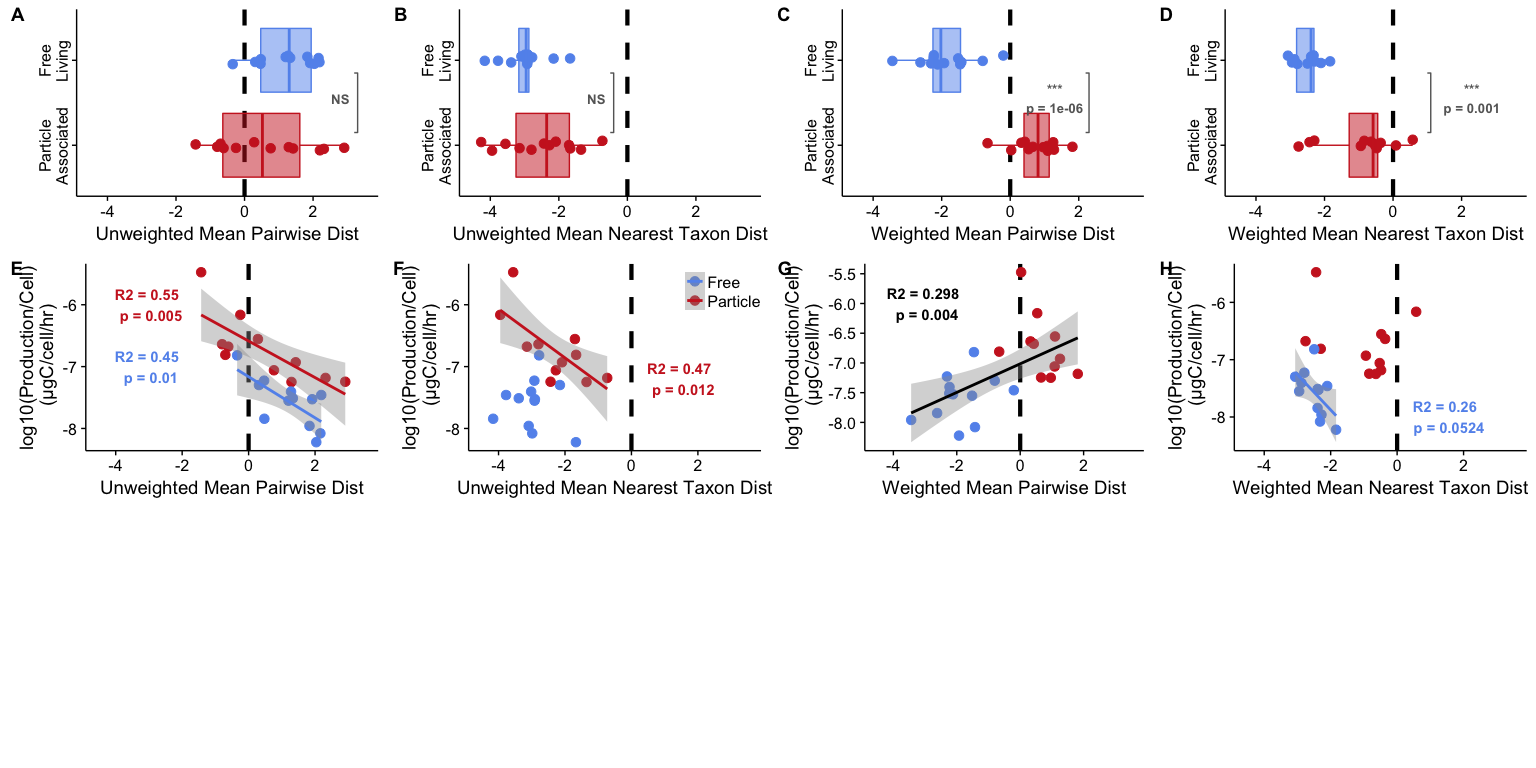 A
Free
Living
Particle
Associated
NS
-4 -2 0 2
Unweighted Mean Pairwise Dist
B
Free
Living
Particle
Associated
NS
-4 -2 0 2
Unweighted Mean Nearest Taxon Dist
C
Free
Living
Particle
Associated
***
p = 1e-06
-4 -2 0 2
Weighted Mean Pairwise Dist
D
Free
Living
Particle
Associated
***
p = 0.001
-4 -2 0 2
Weighted Mean Nearest Taxon Dist
E
log10(Production/Cell)
(μgC/cell/hr)
-6
-7
-8
R2 = 0.55
p = 0.005
R2 = 0.45
p = 0.01
-4 -2 0 2
Unweighted Mean Pairwise Dist
F
log10(Production/Cell)
(μgC/cell/hr)
-6
-7
-8
Free
Particle
R2 = 0.47
p = 0.012
-4 -2 0 2
Unweighted Mean Nearest Taxon Dist
G
log10(Production/Cell)
(μgC/cell/hr)
-5.5
-6.0
-6.5
-7.0
-7.5
-8.0
R2 = 0.298
p = 0.004
-4 -2 0 2
Weighted Mean Pairwise Dist
H
log10(Production/Cell)
(μgC/cell/hr)
-6
-7
-8
R2 = 0.26
p = 0.0524
-4 -2 0 2
Weighted Mean Nearest Taxon Dist